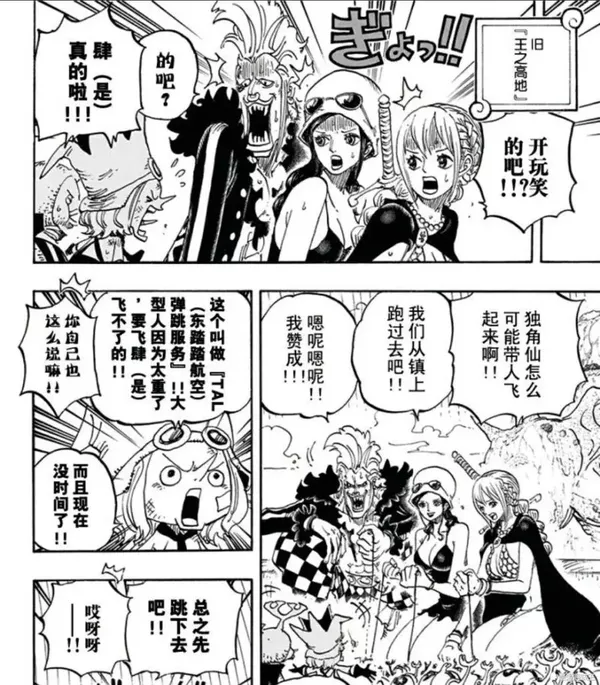 旧
『王之高地』
开玩笑
的吧!!?
ぎょっ!!
的吧?
肆(是)
真的啦!!!
独角仙怎么
可能带人飞
起来啊!!
我们从镇上
跑过去吧!!
嗯呢嗯呢!!
我赞成!!!
这个叫做『TAL
(东踏踏航空)
弹跳服务』!!大
型人因为太重了
,要飞肆(是)
飞不了的!!
你自己也
这么说嘛!!
而且现在
没时间了!!
总之先
跳下去
吧!!
哎呀呀
——!!